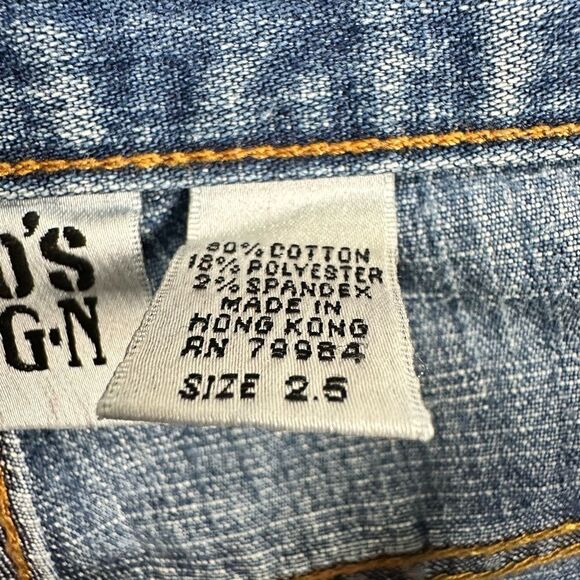 O'S
G·N
80% COTTON
18% POLYESTER
2% SPANDEX
MADE IN
HONG KONG
RN 79984
SIZE 2.5